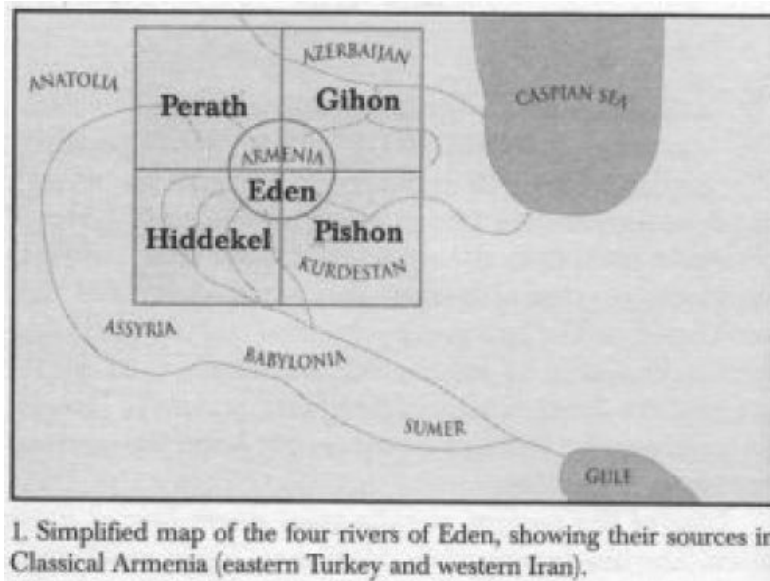 AZERBAIJAN
ANATOLIA
Perath
Gihon
CASPIAN SEA
ARMENIA
Eden
Hiddekel
Pishon
KURDESTAN
ASSYRIA
BABYLONIA
SUMER
GULF
1. Simplified map of the four rivers of Eden, showing their sources in
Classical Armenia (eastern Turkey and western Iran).